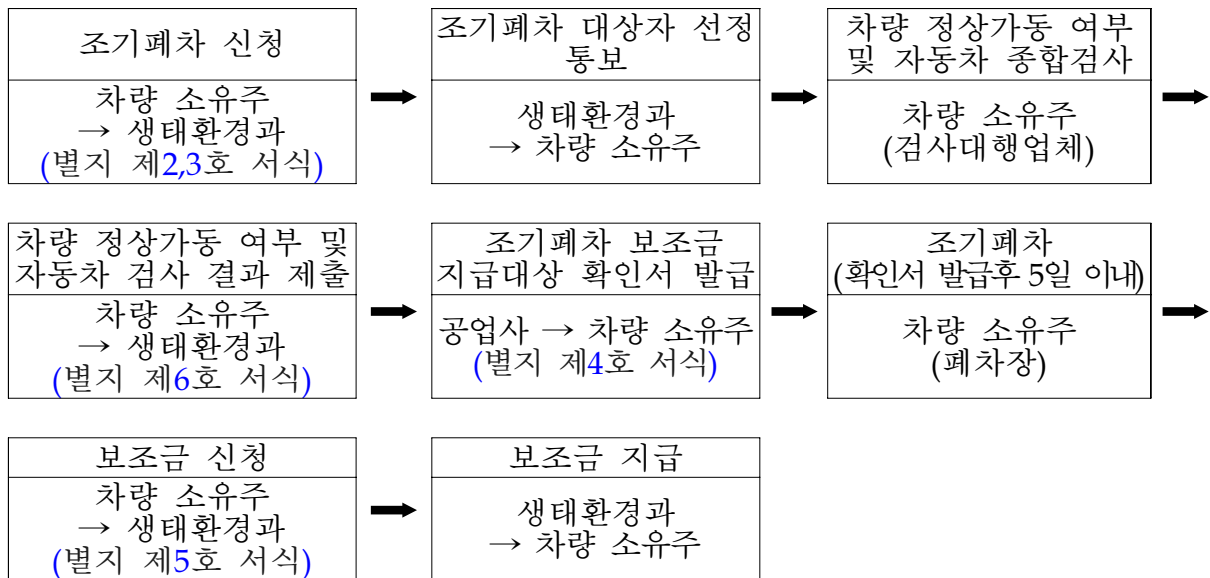 조기폐차 신청
차량 소유주
→ 생태환경과
(별지 제2,3호 서식)
조기폐차 대상자 선정
통보
생태환경과
→ 차량 소유주
차량 정상가동 여부
및 자동차 종합검사
차량 소유주
(검사대행업체)
차량 정상가동 여부 및
자동차 검사 결과 제출
차량 소유주
→ 생태환경과
(별지 제6호 서식)
조기폐차 보조금
지급대상 확인서 발급
공업사 → 차량 소유주
(별지 제4호 서식)
조기폐차
(확인서 발급후 5일 이내)
차량 소유주
(폐차장)
보조금 신청
차량 소유주
→ 생태환경과
(별지 제5호 서식)
보조금 지급
생태환경과
→ 차량 소유주